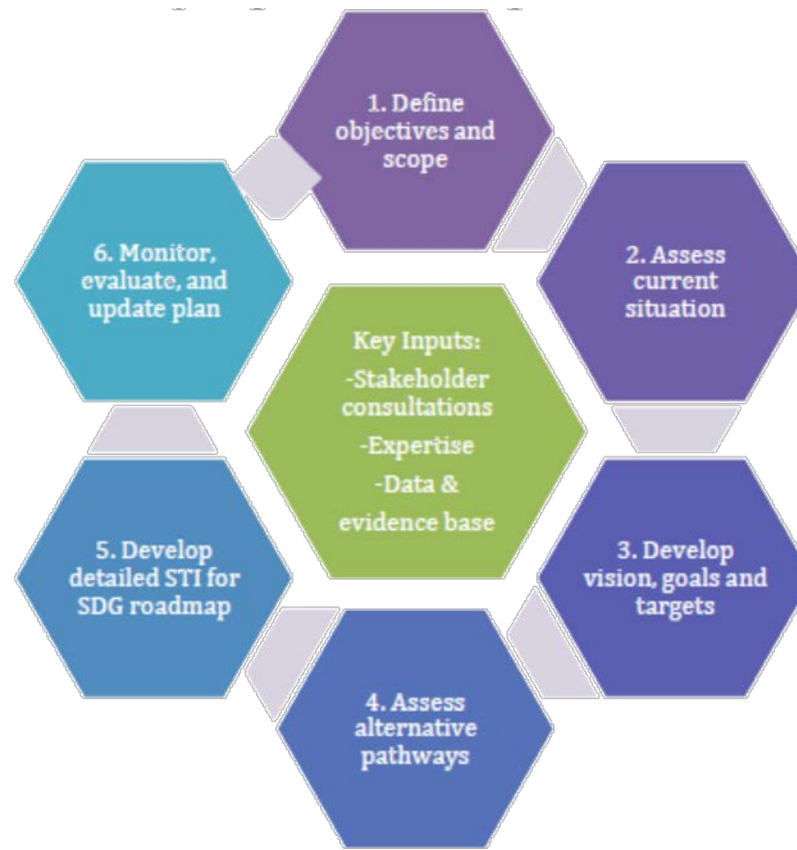 1. Define
objectives and
scope
2. Assess
current
situation
3. Develop
vision, goals and
targets
4. Assess
alternative
pathways
5. Develop
detailed STI for
SDG roadmap
6. Monitor,
evaluate, and
update plan
Key Inputs:
-Stakeholder
consultations
-Expertise
-Data &
evidence base